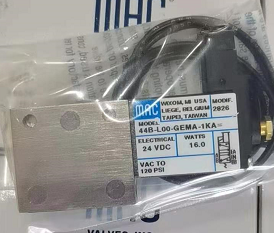 MAC
WIXOM, MI USA
LIEGE, BELGIUM
TAIPEI, TAIWAN
MODIF.
2826
MODEL
44B-L00-GEMA-1KA
ELECTRICAL
24 VDC
WATTS
16.0
VAC TO
120 PSI
VALVES, INC